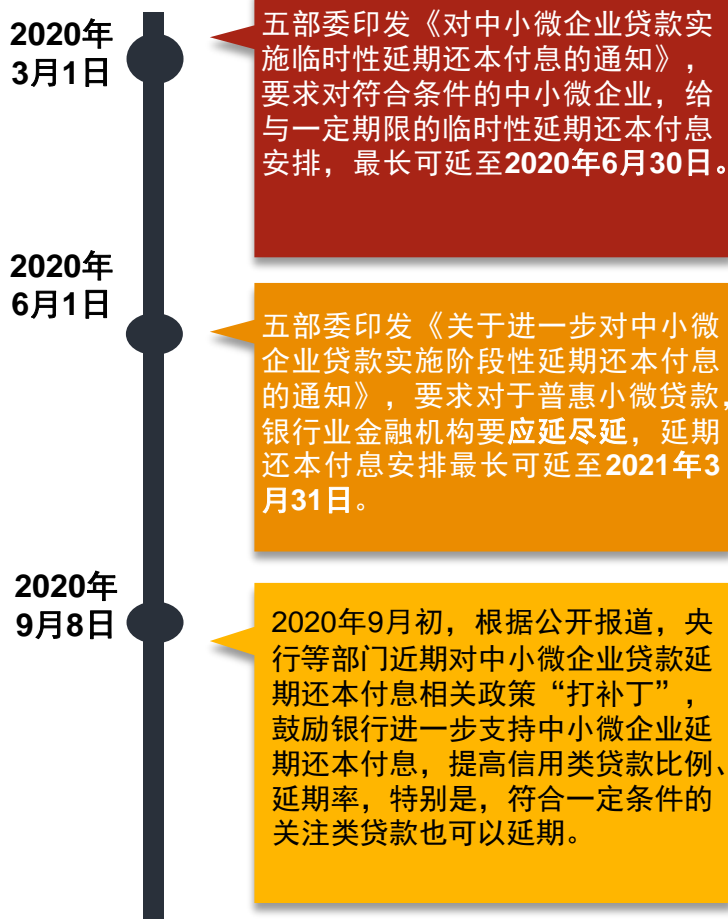 2020年
3月1日
五部委印发《对中小微企业贷款实
施临时性延期还本付息的通知》，
要求对符合条件的中小微企业，给
与一定期限的临时性延期还本付息
安排，最长可延至2020年6月30日。
2020年
6月1日
五部委印发《关于进一步对中小微
企业贷款实施阶段性延期还本付息
的通知》，要求对于普惠小微贷款，
银行业金融机构要应延尽延，延期
还本付息安排最长可延至2021年3
月31日。
2020年
9月8日
2020年9月初，根据公开报道，央
行等部门近期对中小微企业贷款延
期还本付息相关政策“打补丁”，
鼓励银行进一步支持中小微企业延
期还本付息，提高信用类贷款比例、
延期率，特别是，符合一定条件的
关注类贷款也可以延期。